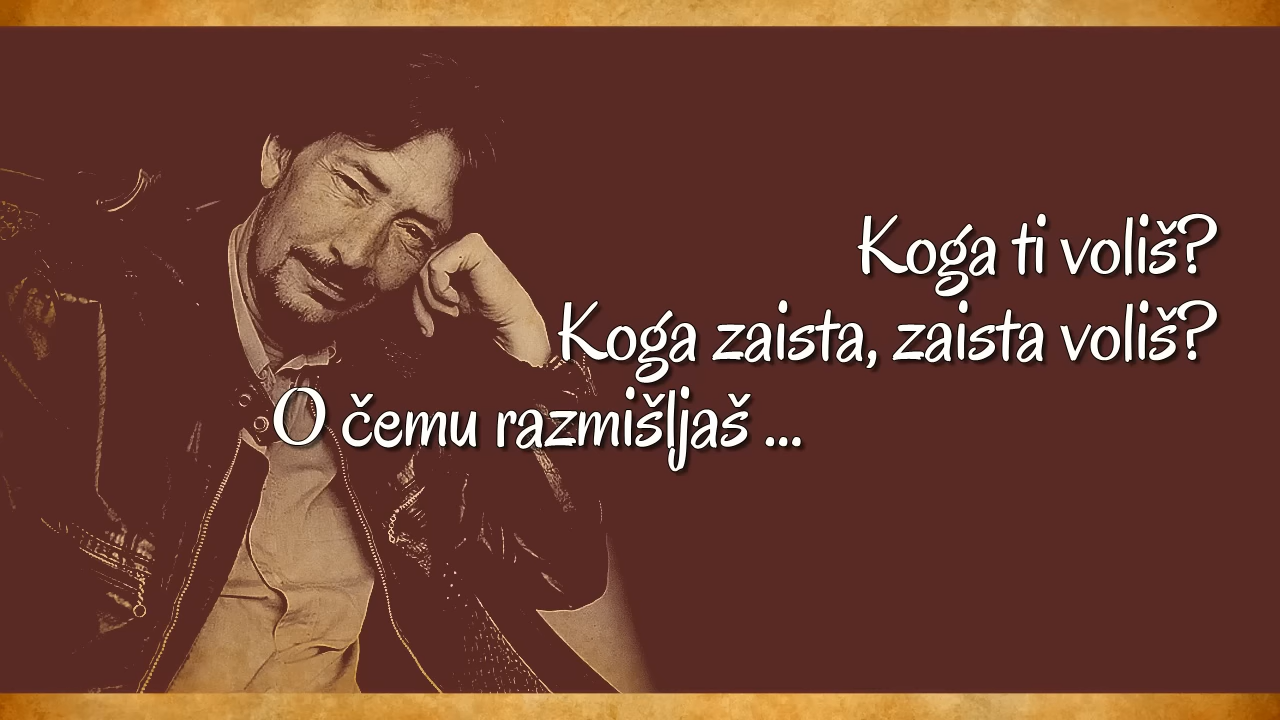 Koga ti voliš?
Koga zaista, zaista voliš?
O čemu razmišljaš ...